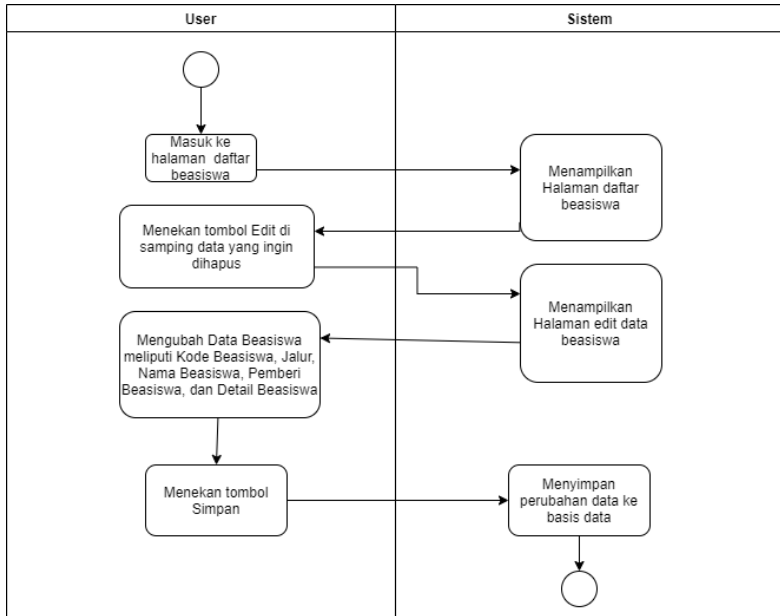 User
Sistem
Masuk ke
halaman daftar
beasiswa
Menampilkan
Halaman daftar
beasiswa
Menekan tombol Edit di
samping data yang ingin
dihapus
Menampilkan
Halaman edit data
beasiswa
Mengubah Data Beasiswa
meliputi Kode Beasiswa, Jalur,
Nama Beasiswa, Pemberi
Beasiswa, dan Detail Beasiswa
Menekan tombol
Simpan
Menyimpan
perubahan data ke
basis data